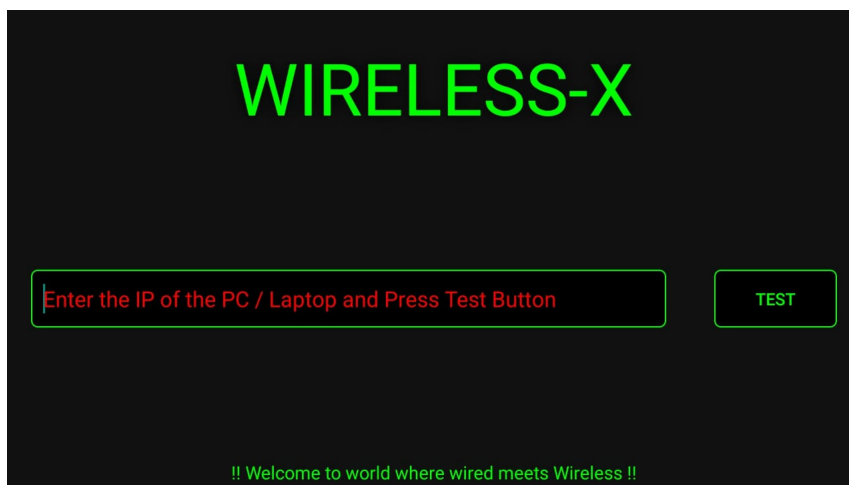 WIRELESS-X
Enter the IP of the PC / Laptop and Press Test Button
TEST
!! Welcome to world where wired meets Wireless !!